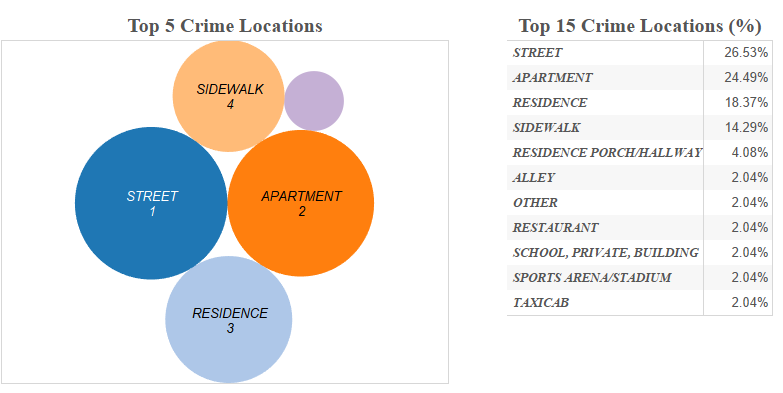 Top 5 Crime Locations
SIDEWALK
4
STREET
1
APARTMENT
2
RESIDENCE
3
Top 15 Crime Locations (%)
STREET 26.53%
APARTMENT 24.49%
RESIDENCE 18.37%
SIDEWALK 14.29%
RESIDENCE PORCH/HALLWAY 4.08%
ALLEY 2.04%
OTHER 2.04%
RESTAURANT 2.04%
SCHOOL, PRIVATE, BUILDING 2.04%
SPORTS ARENA/STADIUM 2.04%
TAXICAB 2.04%